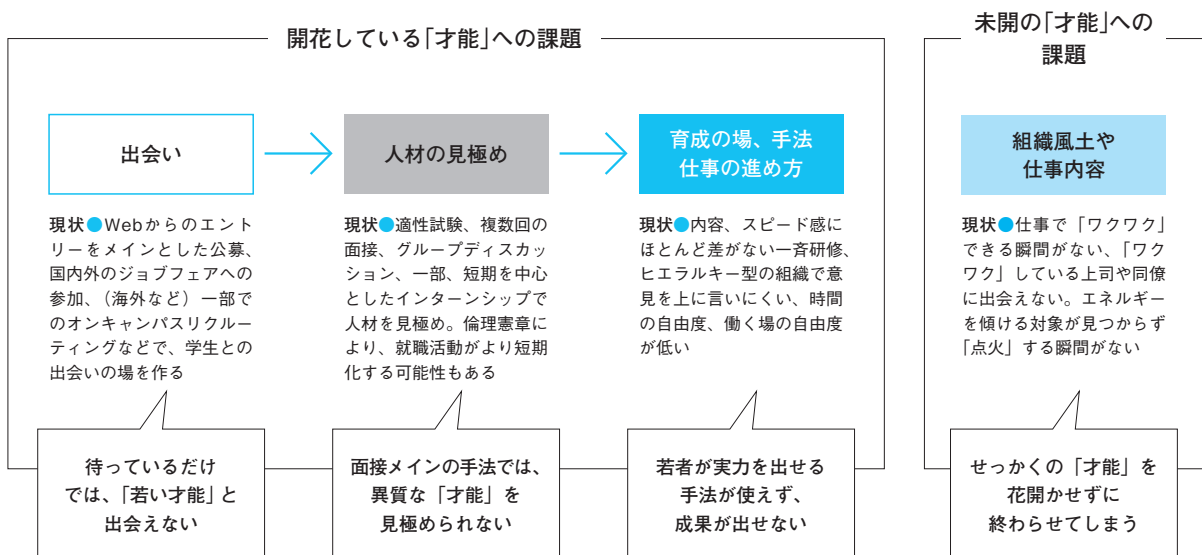 開花している「才能」への課題
出会い
現状●Webからのエント
リーをメインとした公募、
国内外のジョブフェアへの
参加、（海外など）一部で
のオンキャンパスリクルー
ティングなどで、学生との
出会いの場を作る
待っているだけ
では、「若い才能」と
出会えない
人材の見極め
現状●適性試験、複数回の
面接、グループディスカッ
ション、一部、短期を中心
としたインターンシップで
人材を見極め。倫理憲章に
より、就職活動がより短期
化する可能性もある
面接メインの手法では、
異質な「才能」を
見極められない
育成の場、手法
仕事の進め方
現状●内容、スピード感に
ほとんど差がない一斉研修、
ヒエラルキー型の組織で意
見を上に言いにくい、時間
の自由度、働く場の自由度
が低い
若者が実力を出せる
手法が使えず、
成果が出せない
未開の「才能」への
課題
組織風土や
仕事内容
現状●仕事で「ワクワク」
できる瞬間がない、「ワク
ワク」している上司や同僚
に出会えない。エネルギー
を傾ける対象が見つからず
「点火」する瞬間がない
せっかくの「才能」を
花開かせずに
終わらせてしまう